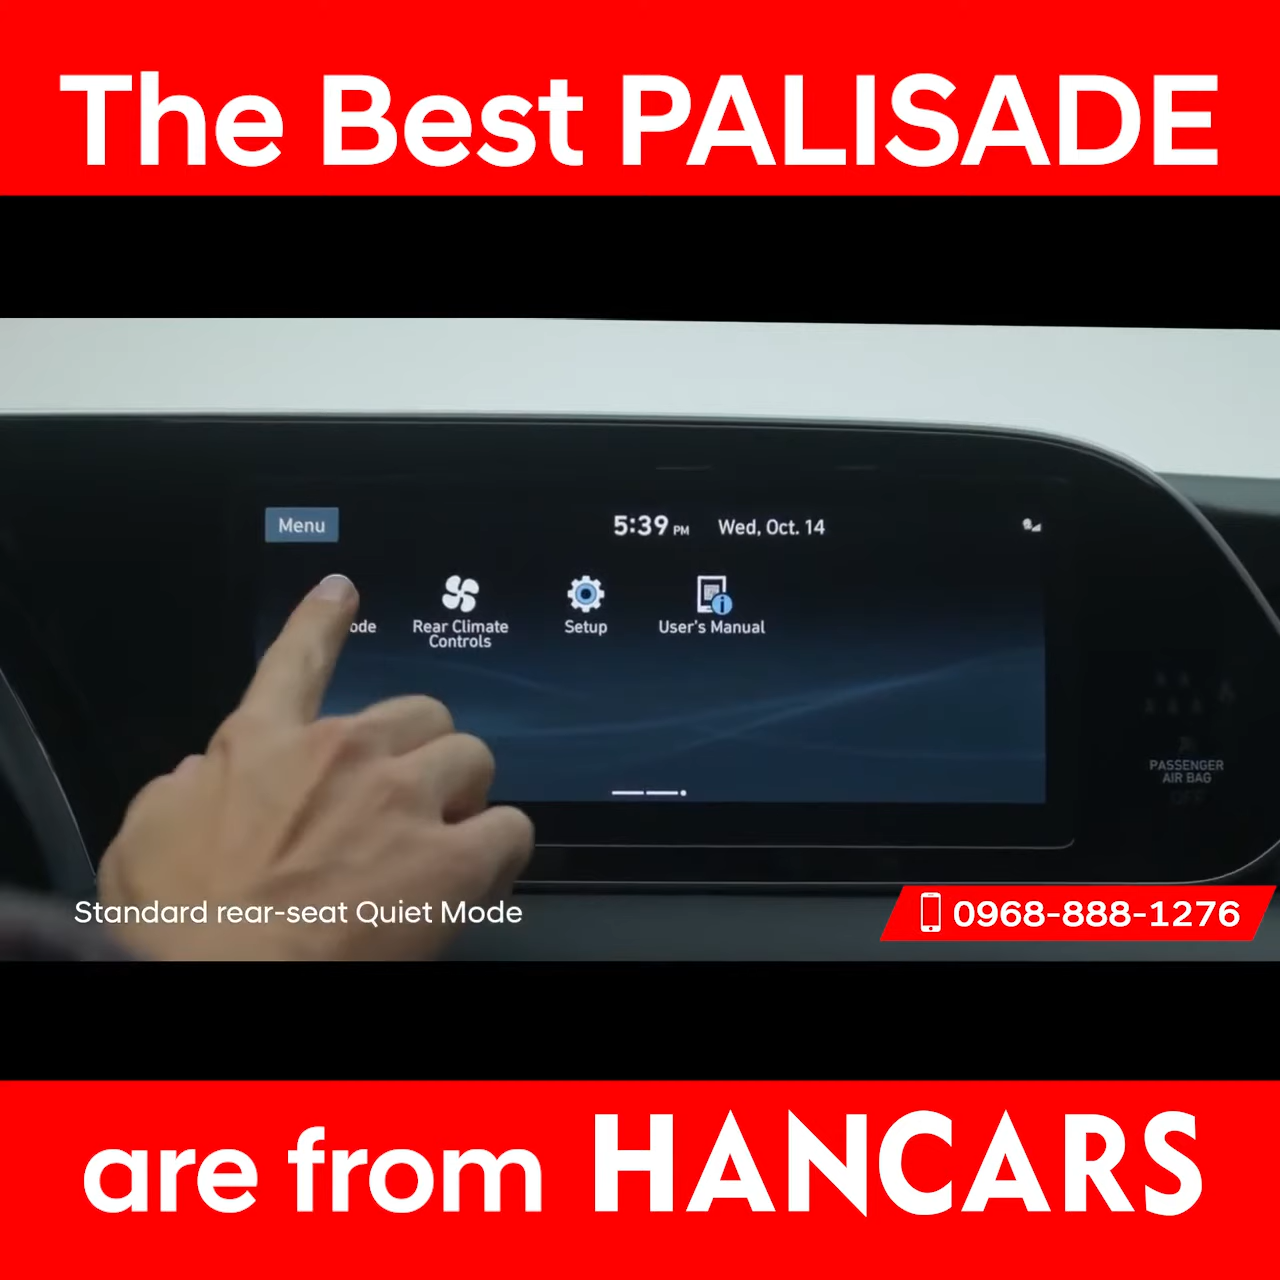 The Best PALISADE
Menu
5:39 PM
Wed, Oct. 14
ode
Rear Climate
Controls
Setup
User's Manual
PASSENGER
AIR BAG
OFF
Standard rear-seat Quiet Mode
0968-888-1276
are from HANCARS